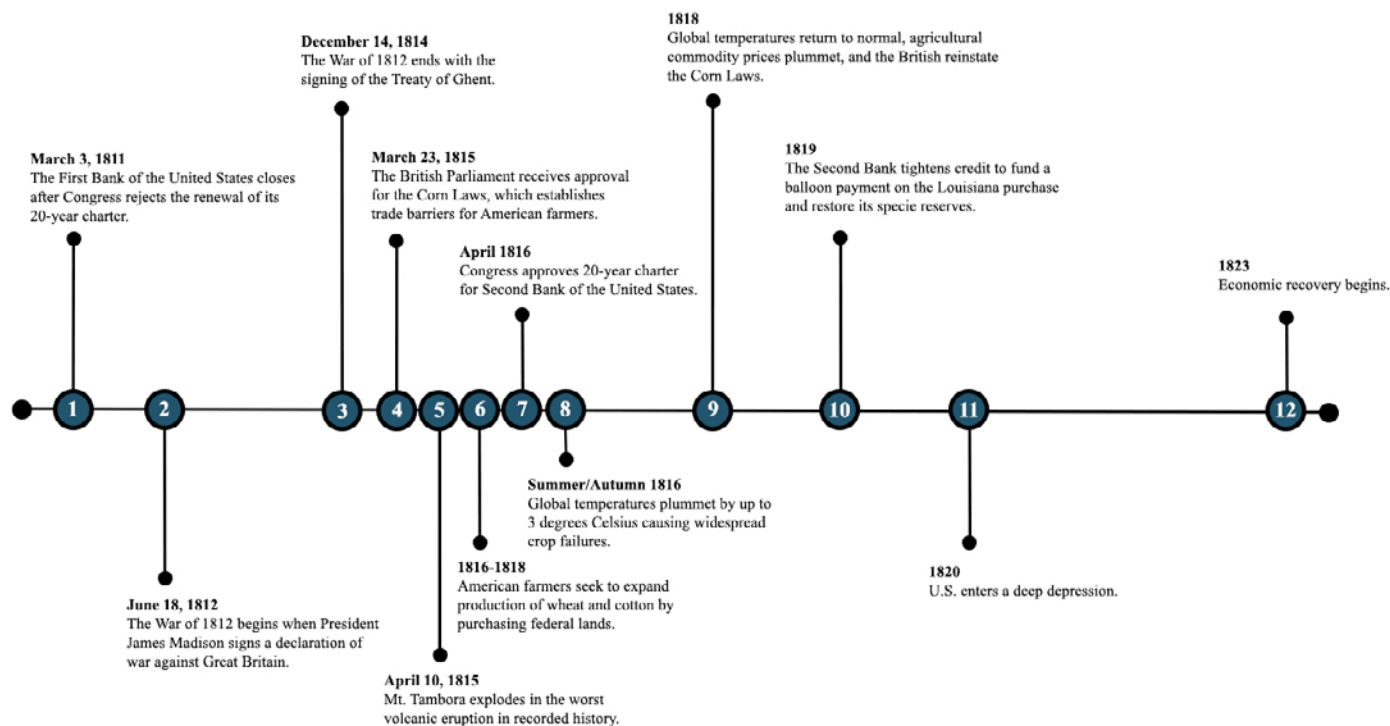 March 3, 1811
The First Bank of the United States closes
after Congress rejects the renewal of its
20-year charter.
June 18, 1812
The War of 1812 begins when President
James Madison signs a declaration of
war against Great Britain.
December 14, 1814
The War of 1812 ends with the
signing of the Treaty of Ghent.
March 23, 1815
The British Parliament receives approval
for the Corn Laws, which establishes
trade barriers for American farmers.
April 10, 1815
Mt. Tambora explodes in the worst
volcanic eruption in recorded history.
1816-1818
American farmers seek to expand
production of wheat and cotton by
purchasing federal lands.
April 1816
Congress approves 20-year charter
for Second Bank of the United States.
Summer/Autumn 1816
Global temperatures plummet by up to
3 degrees Celsius causing widespread
crop failures.
1818
Global temperatures return to normal, agricultural
commodity prices plummet, and the British reinstate
the Corn Laws.
1819
The Second Bank tightens credit to fund a
balloon payment on the Louisiana purchase
and restore its specie reserves.
1820
U.S. enters a deep depression.
1823
Economic recovery begins.
1 2 3 4 5 6 7 8 9 10 11 12